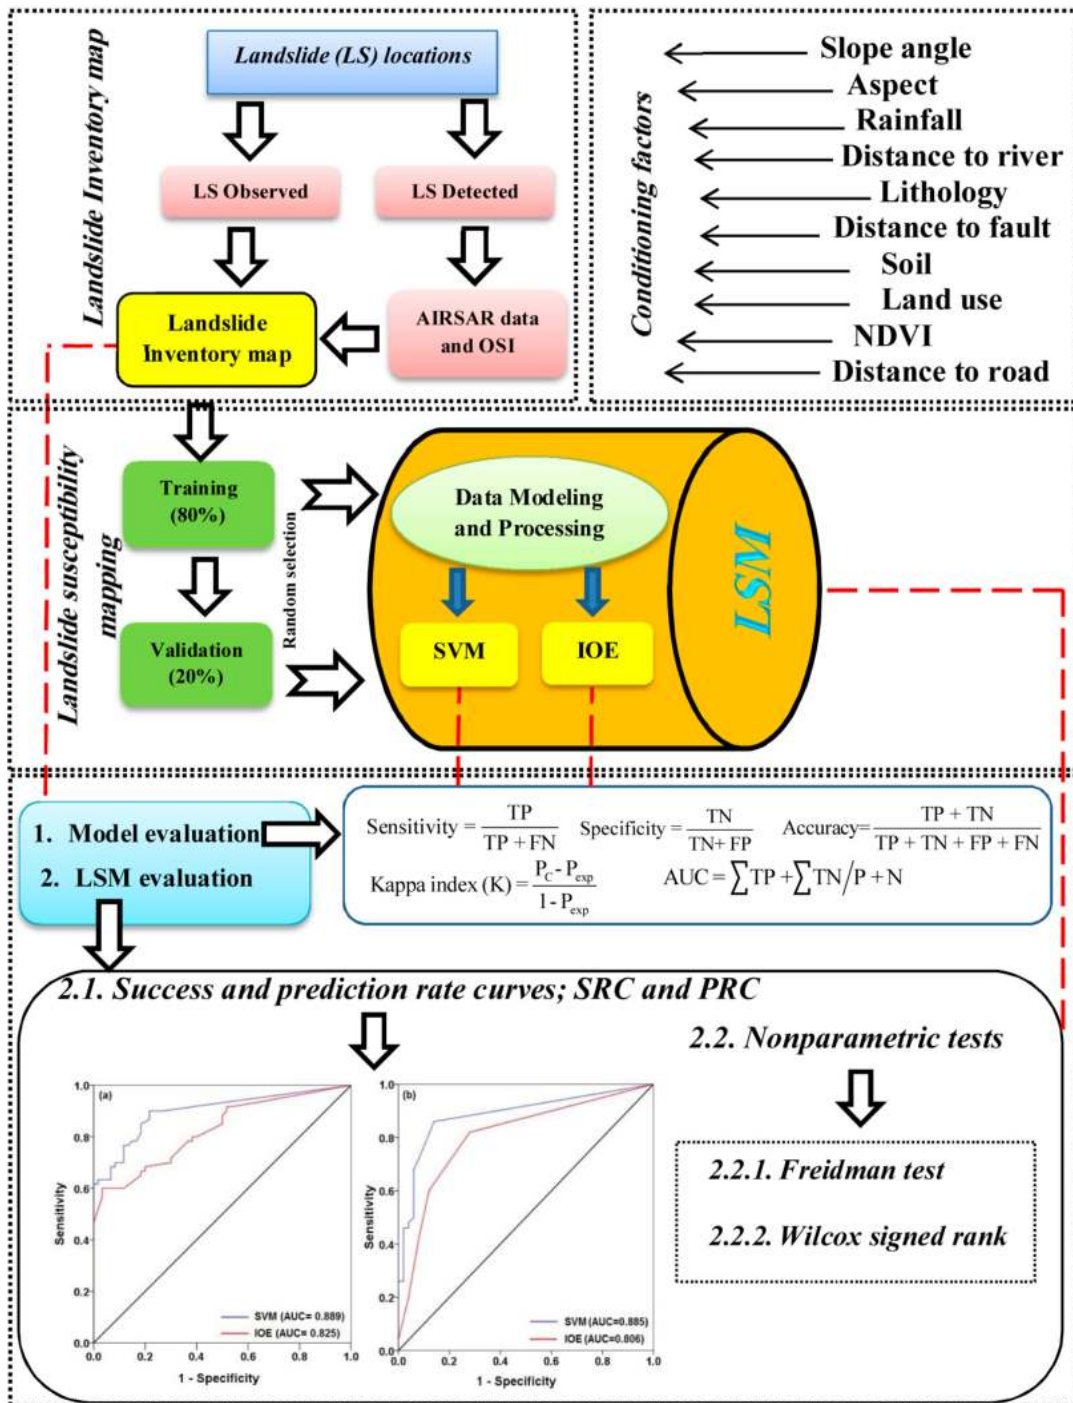 Landslide Inventory map
Landslide (LS) locations
LS Observed
LS Detected
Landslide
Inventory map
AIRSAR data
and OSI
Conditioning factors
Slope angle
Aspect
Rainfall
Distance to river
Lithology
Distance to fault
Soil
Land use
NDVI
Distance to road
Landslide susceptibility
mapping
Training
(80%)
Validation
(20%)
Random selection
Data Modeling
and Processing
SVM
IOE
LSM
1. Model evaluation
2. LSM evaluation
Sensitivity = TP / TP + FN
Specificity = TN / TN+ FP
Accuracy= TP + TN / TP + TN + FP + FN
Kappa index (K) = P_C - P_exp / 1 - P_exp
AUC = ∑TP + ∑TN/P + N
2.1. Success and prediction rate curves; SRC and PRC
(a)
Sensitivity
1.0
0.8
0.6
0.4
0.2
0.0
SVM (AUC= 0.889)
IOE (AUC= 0.825)
0.0 0.2 0.4 0.6 0.8 1.0
1 - Specificity
(b)
Sensitivity
1.0
0.8
0.6
0.4
0.2
0.0
SVM (AUC=0.885)
IOE (AUC=0.806)
0.0 0.2 0.4 0.6 0.8 1.0
1 - Specificity
2.2. Nonparametric tests
2.2.1. Freidman test
2.2.2. Wilcox signed rank